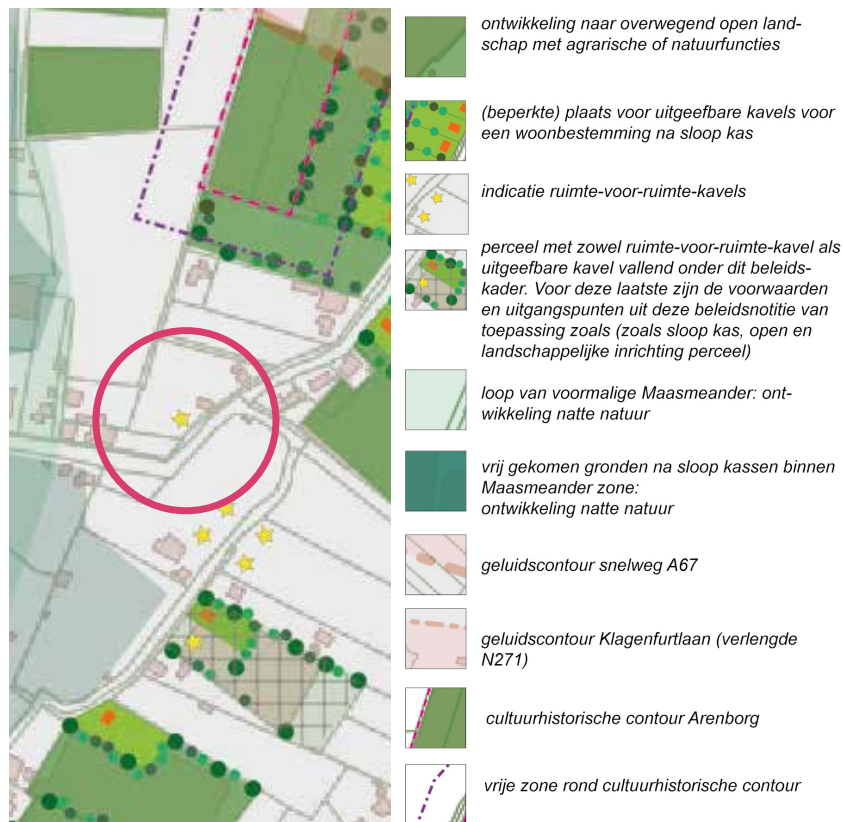 ontwikkeling naar overwegend open land-
schap met agrarische of natuurfuncties
(beperkte) plaats voor uitgeefbare kavels voor
een woonbestemming na sloop kas
indicatie ruimte-voor-ruimte-kavels
perceel met zowel ruimte-voor-ruimte-kavel als
uitgeefbare kavel vallend onder dit beleids-
kader. Voor deze laatste zijn de voorwaarden
en uitgangspunten uit deze beleidsnotitie van
toepassing zoals (zoals sloop kas, open en
landschappelijke inrichting perceel)
loop van voormalige Maasmeander: ont-
wikkeling natte natuur
vrij gekomen gronden na sloop kassen binnen
Maasmeander zone:
ontwikkeling natte natuur
geluidscontour snelweg A67
geluidscontour Klagenfurtlaan (verlengde
N271)
cultuurhistorische contour Arenborg
vrije zone rond cultuurhistorische contour